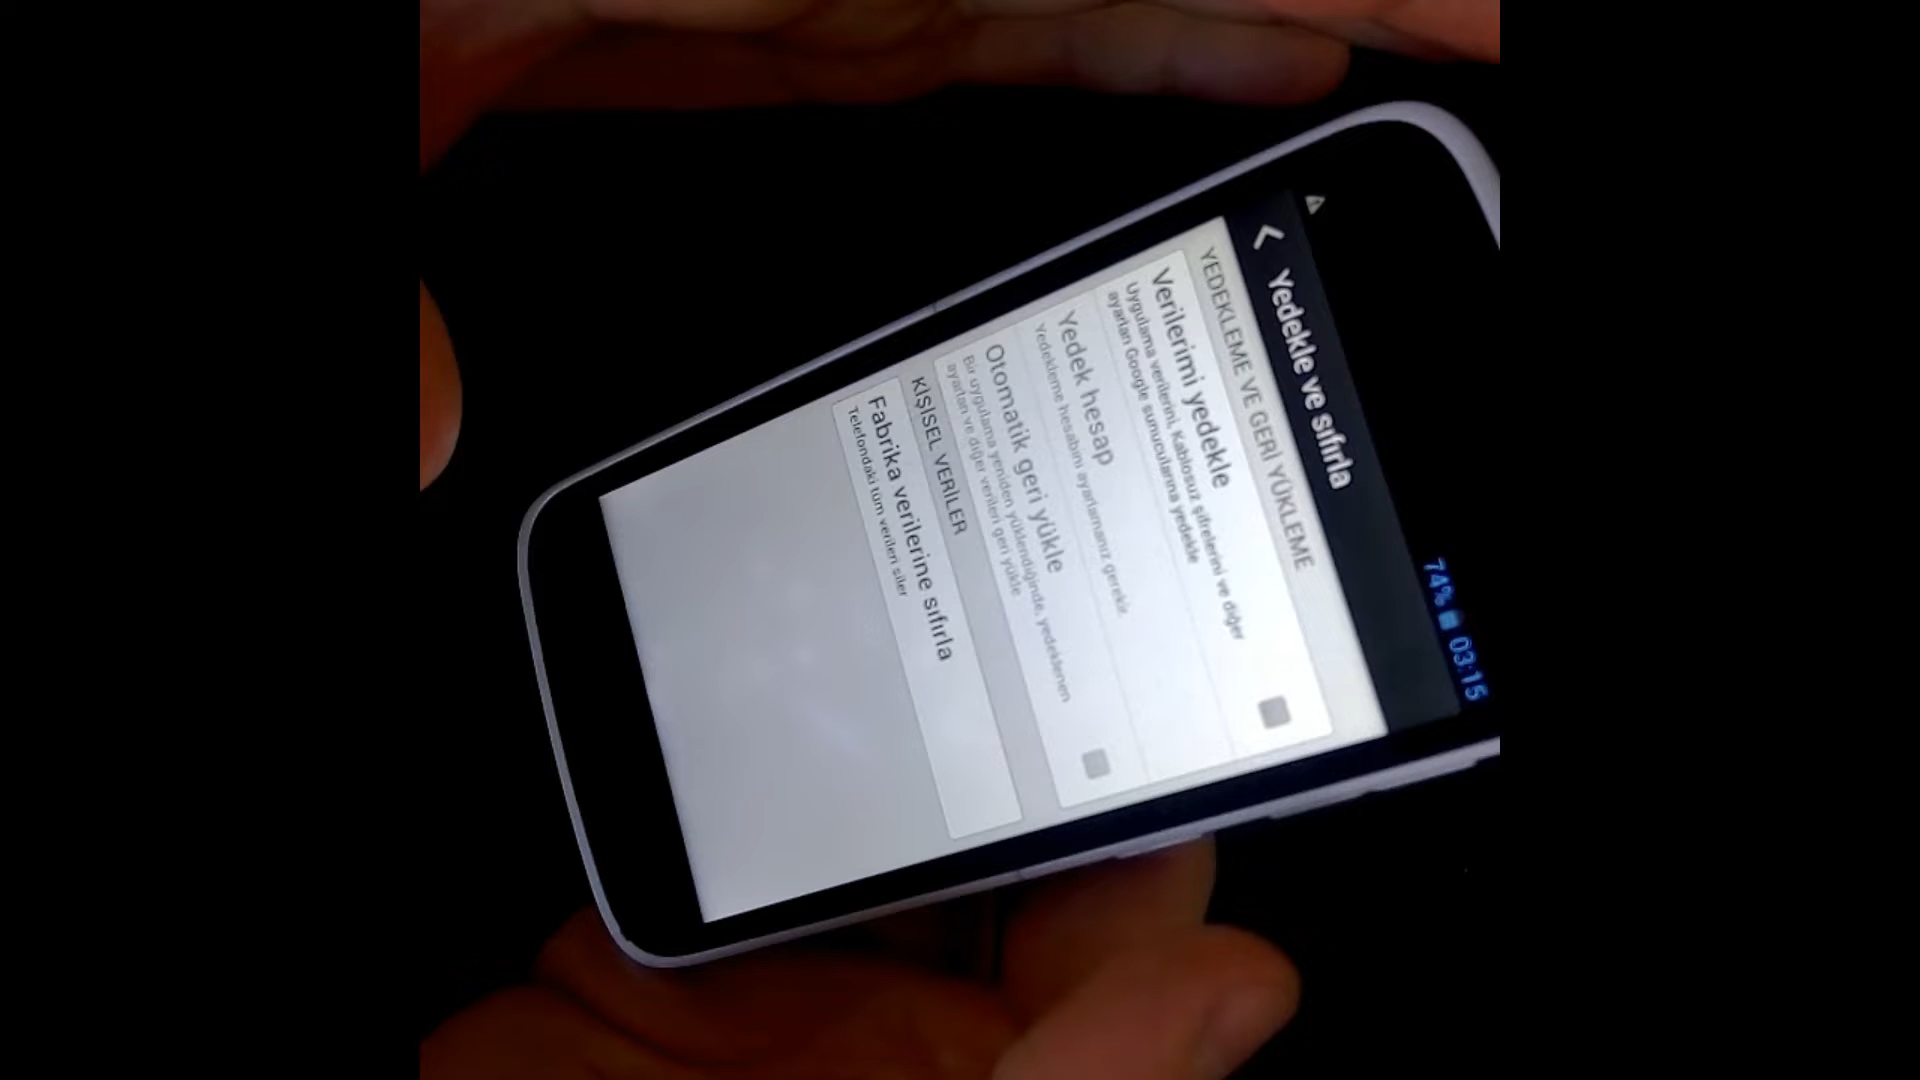 74% 03:15
Yedekle ve sıfırla
YEDEKLEME VE GERİ YÜKLEME
Verilerimi yedekle
Uygulama verilerini, Kablosuz şifrelerini ve diğer
ayarları Google sunucularına yedekle
Yedek hesap
Yedekleme hesabını ayarlamanız gerekir.
Otomatik geri yükle
Bir uygulama yeniden yüklendiğinde, yedeklenen
ayarları ve diğer verileri geri yükle
KİŞİSEL VERİLER
Fabrika verilerine sıfırla
Telefondaki tüm verileri siler